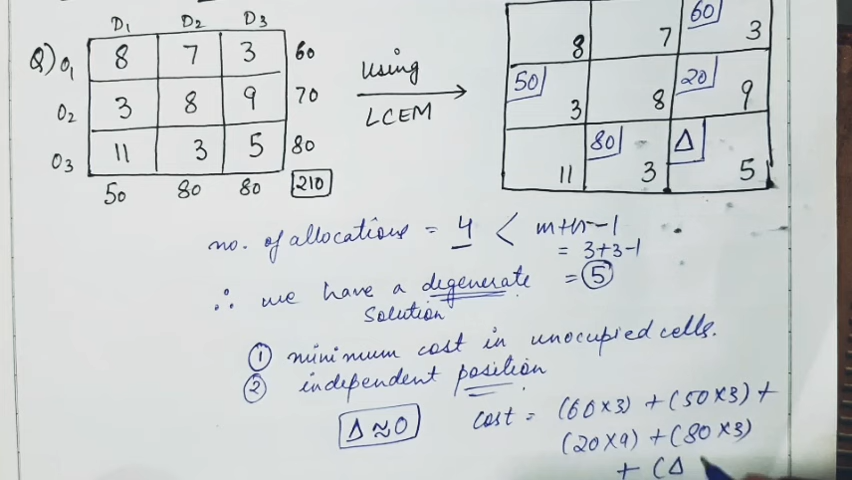 D1 D2 D3
Q) O1 8 7 3 60
O2 3 8 9 70
O3 11 3 5 80
50 80 80 210
Using
LCEM
8 7 60 3
50 3 8 20 9
11 80 3 Δ 5
no. of allocations = 4 < m+n-1
= 3+3-1
= 5
∴ we have a degenerate
solution
① minimum cost in unocupied cells.
② independent position
Δ ≈ 0
cost = (60×3) + (50×3) +
(20×9) + (80×3)
+ (Δ